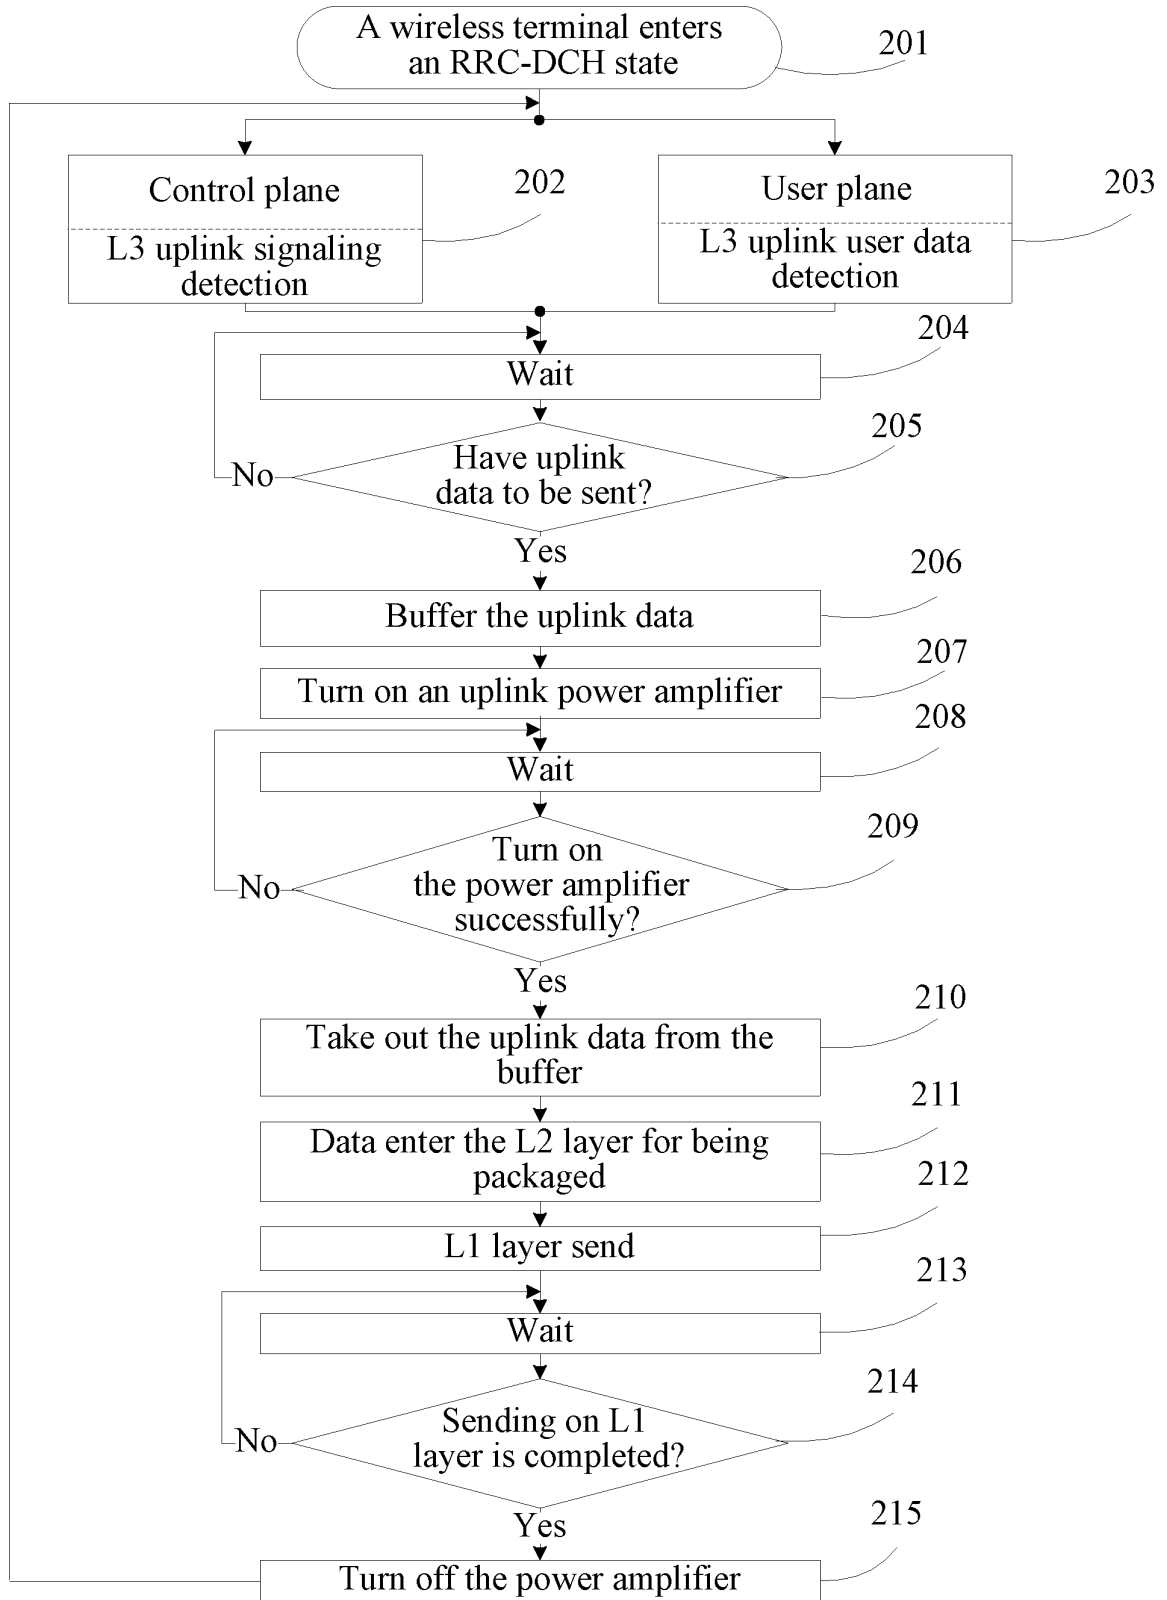 A wireless terminal enters
an RRC-DCH state
201
Control plane
202
L3 uplink signaling
detection
User plane
203
L3 uplink user data
detection
204
Wait
205
Have uplink
data to be sent?
No
Yes
206
Buffer the uplink data
207
Turn on an uplink power amplifier
208
Wait
209
Turn on
the power amplifier
successfully?
No
Yes
210
Take out the uplink data from the
buffer
211
Data enter the L2 layer for being
packaged
212
L1 layer send
213
Wait
214
Sending on L1
layer is completed?
No
Yes
215
Turn off the power amplifier